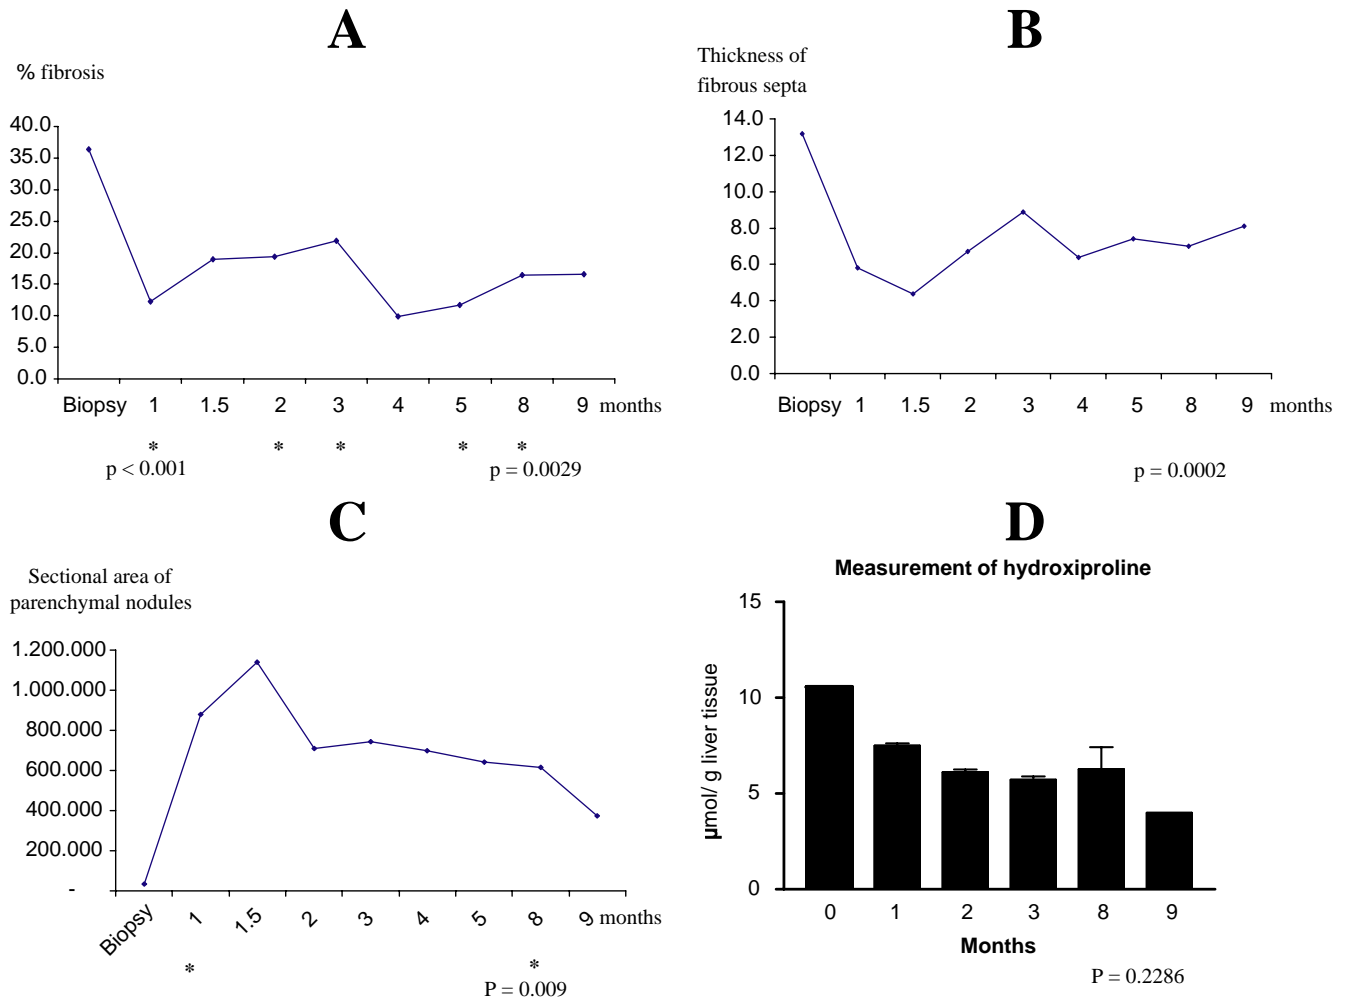 A
% fibrosis
40.0
35.0
30.0
25.0
20.0
15.0
10.0
5.0
0.0
Biopsy 1 1.5 2 3 4 5 8 9 months
* * * * *
p < 0.001 p = 0.0029
B
Thickness of
fibrous septa
14.0
12.0
10.0
8.0
6.0
4.0
2.0
0.0
Biopsy 1 1.5 2 3 4 5 8 9 months
p = 0.0002
C
Sectional area of
parenchymal nodules
1.200.000
1.000.000
800.000
600.000
400.000
200.000
-
Biopsy 1 1.5 2 3 4 5 8 9 months
* *
P = 0.009
D
Measurement of hydroxiproline
µmol/ g liver tissue
15
10
5
0
0 1 2 3 8 9
Months
P = 0.2286